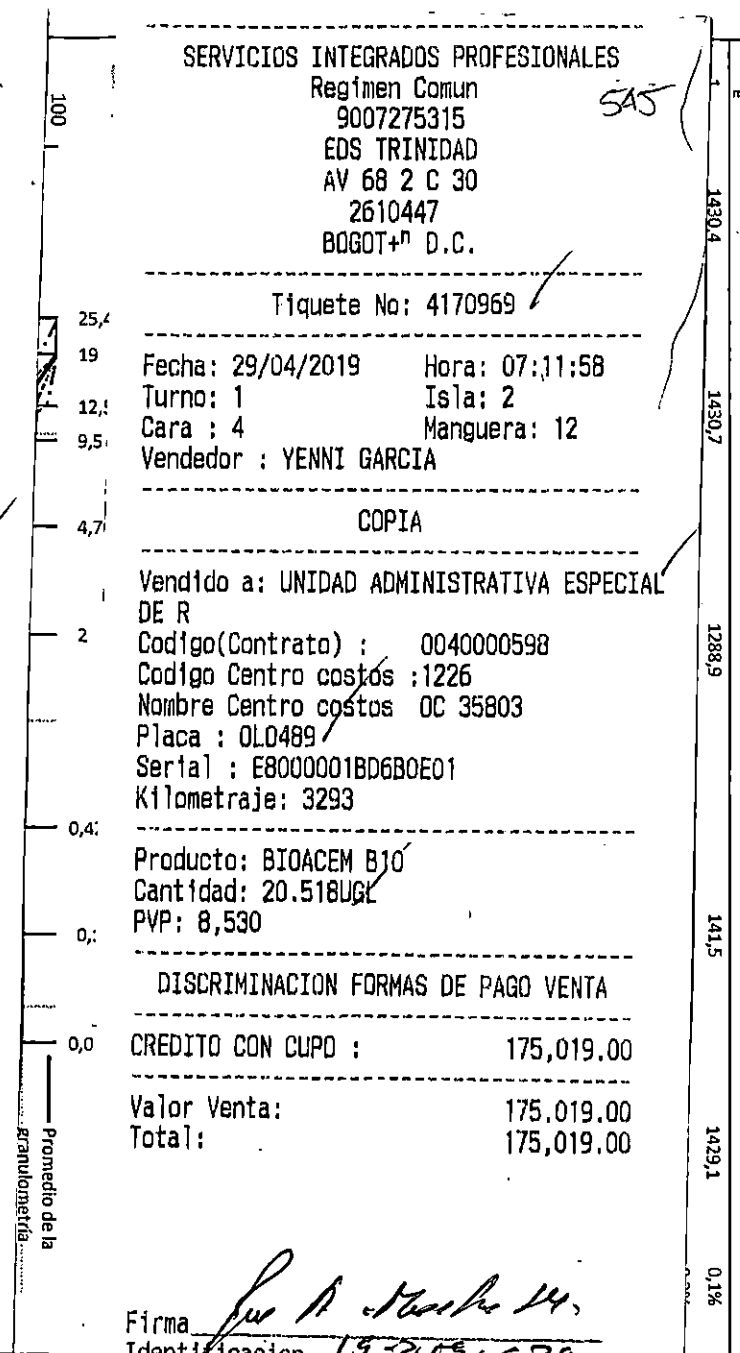 SERVICIOS INTEGRADOS PROFESIONALES
Regimen Comun
545
9007275315
EDS TRINIDAD
AV 68 2 C 30
2610447
BOGOT+n D.C.
Tiquete No: 4170969
Fecha: 29/04/2019 Hora: 07:11:58
Turno: 1 Isla: 2
Cara : 4 Manguera: 12
Vendedor : YENNI GARCIA
COPIA
Vendido a: UNIDAD ADMINISTRATIVA ESPECIAL
DE R
Codigo(Contrato) : 0040000598
Codigo Centro costos :1226
Nombre Centro costos OC 35803
Placa : OLO489
Serial : E8000001BD6B0E01
Kilometraje: 3293
Producto: BIOACEM B10
Cantidad: 20.518UGL
PVP: 8,530
DISCRIMINACION FORMAS DE PAGO VENTA
CREDITO CON CUPO : 175,019.00
Valor Venta: 175.019.00
Total: 175,019.00
Firma
Identificacion
100
25,4
19
12,5
9,5
4,7
2
0,4
0,0
Promedio de la
granulometría
1430,4
1430,7
1288,9
141,5
1429,1
0,1%